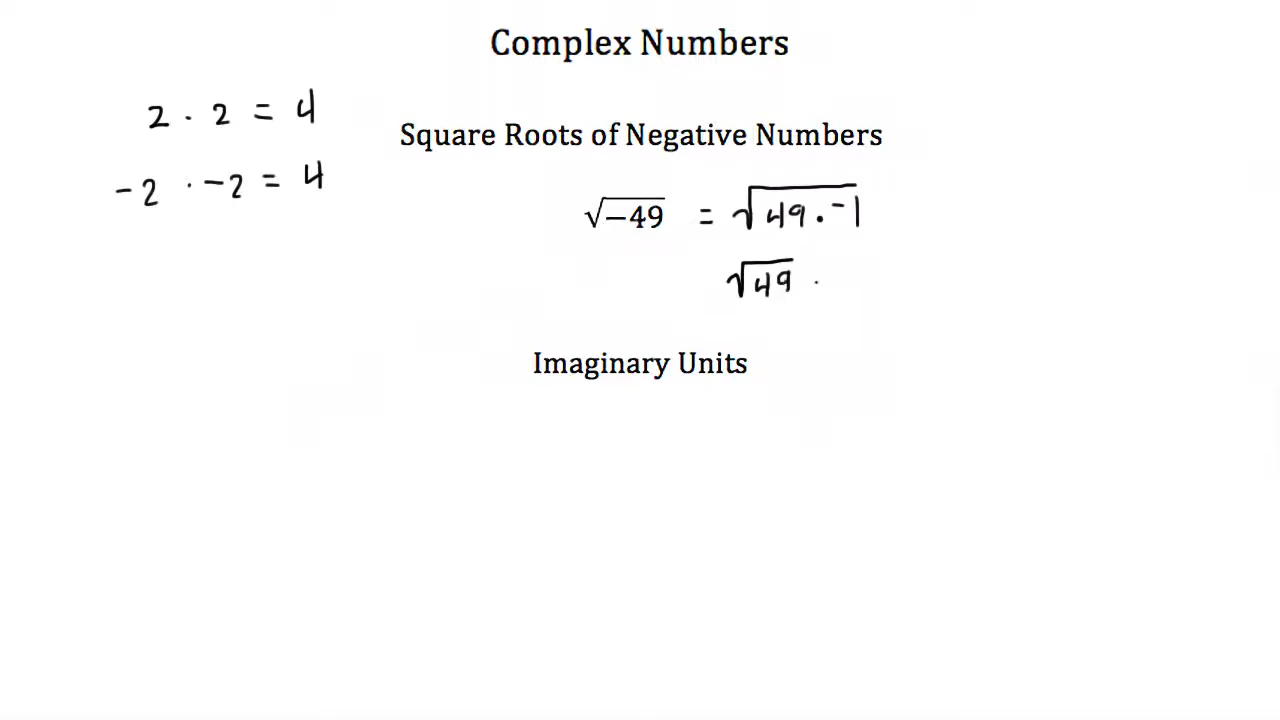 Complex Numbers
2 · 2 = 4
Square Roots of Negative Numbers
-2 · -2 = 4
√−49 = √49 · -1
√49 ·
Imaginary Units